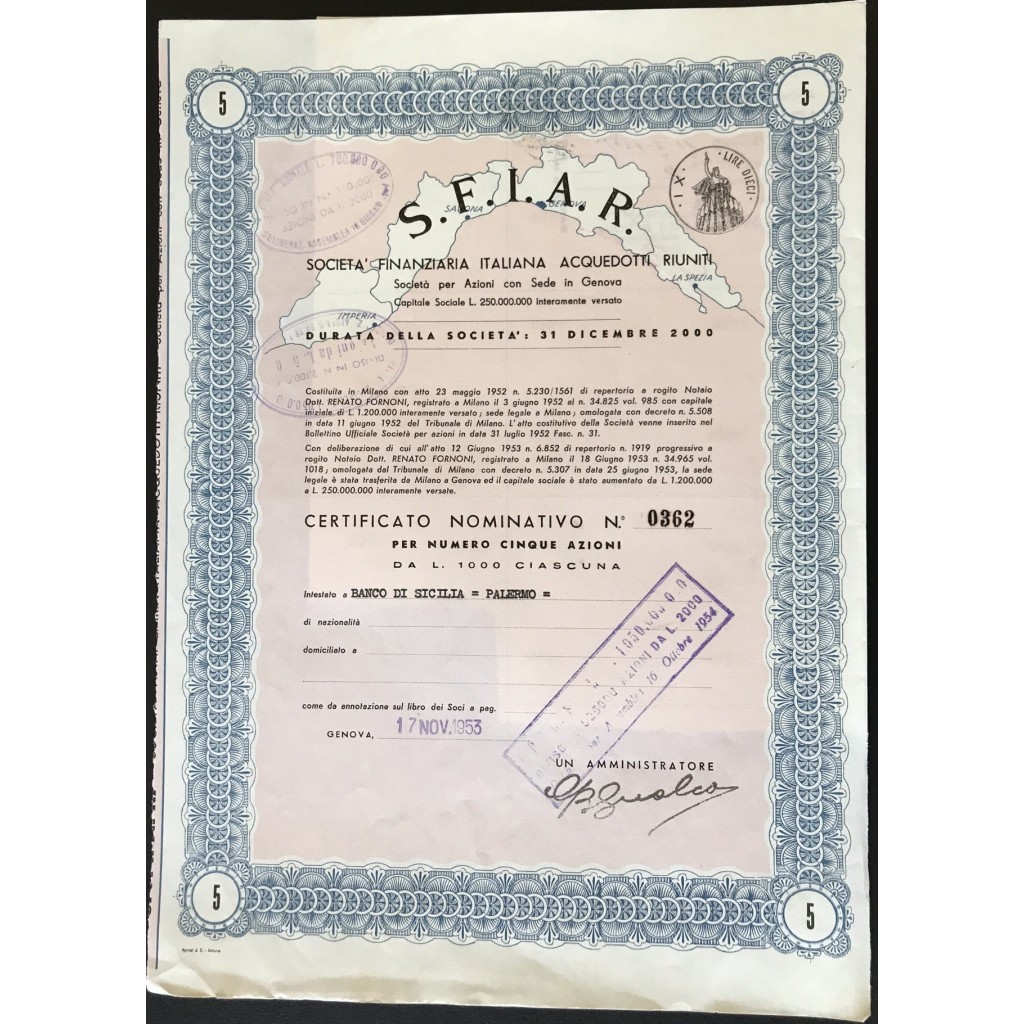 5
5
S.F.I.A.R.
SAVONA
GENOVA
LA SPEZIA
IMPERIA
· LIRE DIECI ·
SOCIETA' FINANZIARIA ITALIANA ACQUEDOTTI RIUNITI
Società per Azioni con Sede in Genova
Capitale Sociale L. 250.000.000 interamente versato
DURATA DELLA SOCIETA': 31 DICEMBRE 2000
Costituita in Milano con atto 23 maggio 1952 n. 5.230/1561 di repertorio a rogito Notaio
Dott. RENATO FORNONI, registrato a Milano il 3 giugno 1952 al n. 34.825 vol. 985 con capitale
iniziale di L. 1.200.000 interamente versato; sede legale a Milano; omologata con decreto n. 5.508
in data 11 giugno 1952 del Tribunale di Milano. L'atto costitutivo della Società venne inserito nel
Bollettino Ufficiale Società per azioni in data 31 luglio 1952 Fasc. n. 31.
Con deliberazione di cui all'atto 12 Giugno 1953 n. 6.852 di repertorio n. 1919 progressivo a
rogito Notaio Dott. RENATO FORNONI, registrato a Milano il 18 Giugno 1953 n. 34.965 vol.
1018; omologata dal Tribunale di Milano con decreto n. 5.307 in data 25 giugno 1953, la sede
legale è stata trasferita da Milano a Genova ed il capitale sociale è stato aumentato da L. 1.200.000
a L. 250.000.000 interamente versate.
CERTIFICATO NOMINATIVO N.° 0362
PER NUMERO CINQUE AZIONI
DA L. 1000 CIASCUNA
Intestato a BANCO DI SICILIA = PALERMO =
di nazionalità
domiciliato a
come da annotazione sul libro dei Soci a pag.
GENOVA, 17 NOV. 1953
1050.000.000
AZIONI DA L. 2000
16 Ottobre 1954
UN AMMINISTRATORE
5
5